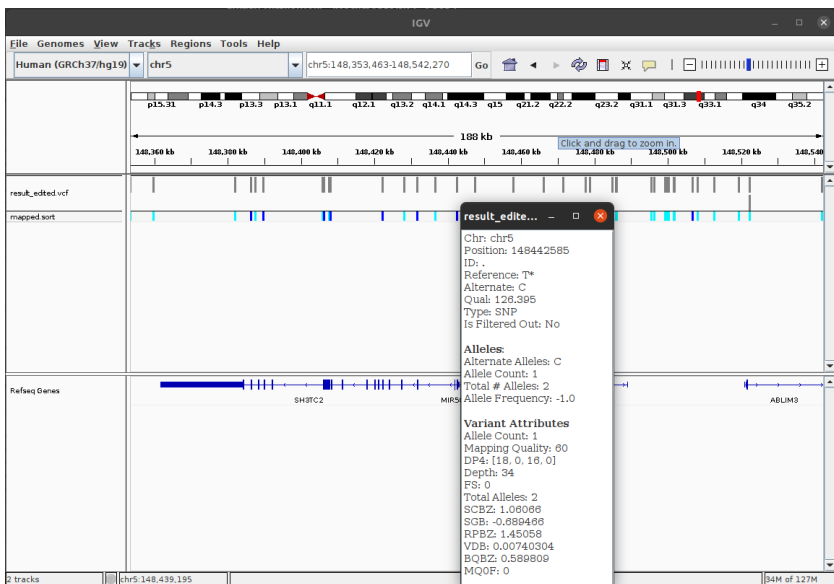 IGV
File Genomes View Tracks Regions Tools Help
Human (GRCh37/hg19) chr5 chr5:148,353,463-148,542,270 Go
p15.31 p14.3 p13.3 p13.1 q11.1 q12.1 q13.2 q14.1 q14.3 q15 q21.2 q22.2 q23.2 q31.1 q31.3 q33.1 q34 q35.2
188 kb
Click and drag to zoom in.
148,360 kb 148,380 kb 148,400 kb 148,420 kb 148,440 kb 148,460 kb 148,480 kb 148,500 kb 148,520 kb 148,540
result_edited.vcf
mapped.sort
result_edite...
Chr: chr5
Position: 148442585
ID: .
Reference: T*
Alternate: C
Qual: 126.395
Type: SNP
Is Filtered Out: No
Alleles:
Alternate Alleles: C
Allele Count: 1
Total # Alleles: 2
Allele Frequency: -1.0
Variant Attributes
Allele Count: 1
Mapping Quality: 60
DP4: [18, 0, 16, 0]
Depth: 34
FS: 0
Total Alleles: 2
SCBZ: 1.06066
SGB: -0.689466
RPBZ: 1.45058
VDB: 0.00740304
BQBZ: 0.589809
MQ0F: 0
Refseq Genes
SH3TC2 ABLIM3
2 tracks chr5:148,439,195 34M of 127M